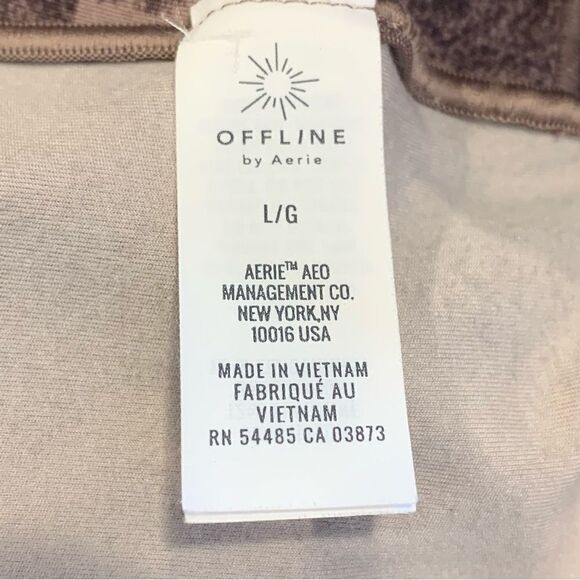 OFFLINE
by Aerie
L/G
AERIE™ AEO
MANAGEMENT CO.
NEW YORK,NY
10016 USA
MADE IN VIETNAM
FABRIQUÉ AU
VIETNAM
RN 54485 CA 03873